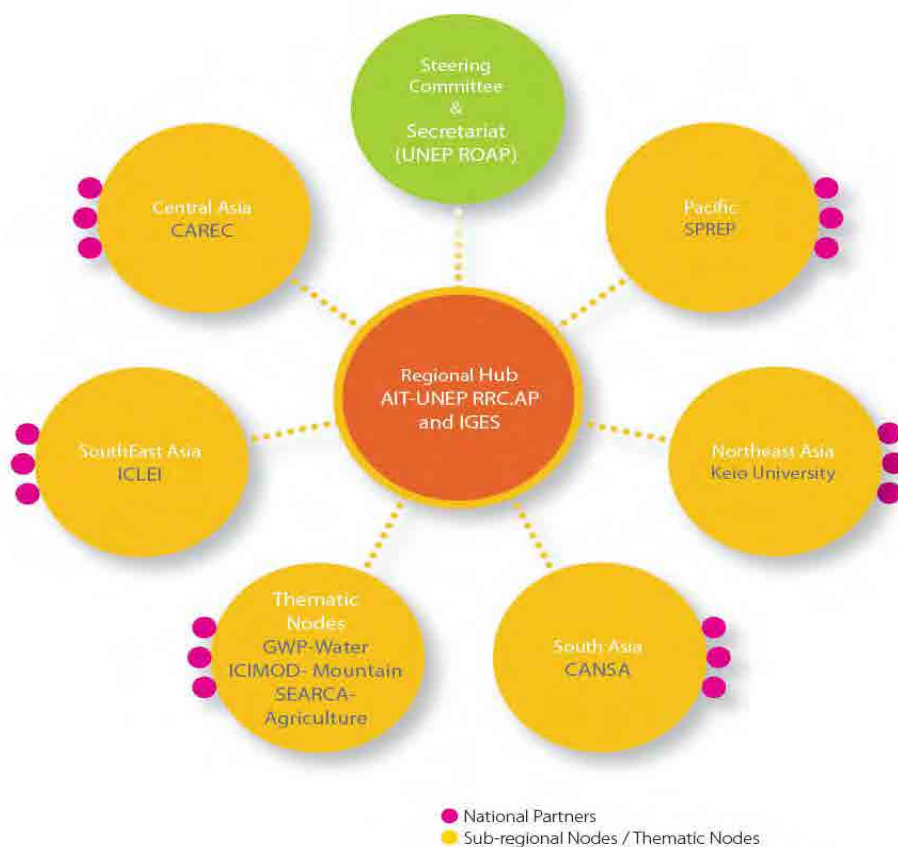 Steering
Committee
&
Secretariat
(UNEP ROAP)
Central Asia
CAREC
Pacific
SPREP
Regional Hub
AIT-UNEP RRC.AP
and IGES
SouthEast Asia
ICLEI
Northeast Asia
Keio University
Thematic
Nodes
GWP-Water
ICIMOD- Mountain
SEARCA-
Agriculture
South Asia
CANSA
National Partners
Sub-regional Nodes / Thematic Nodes